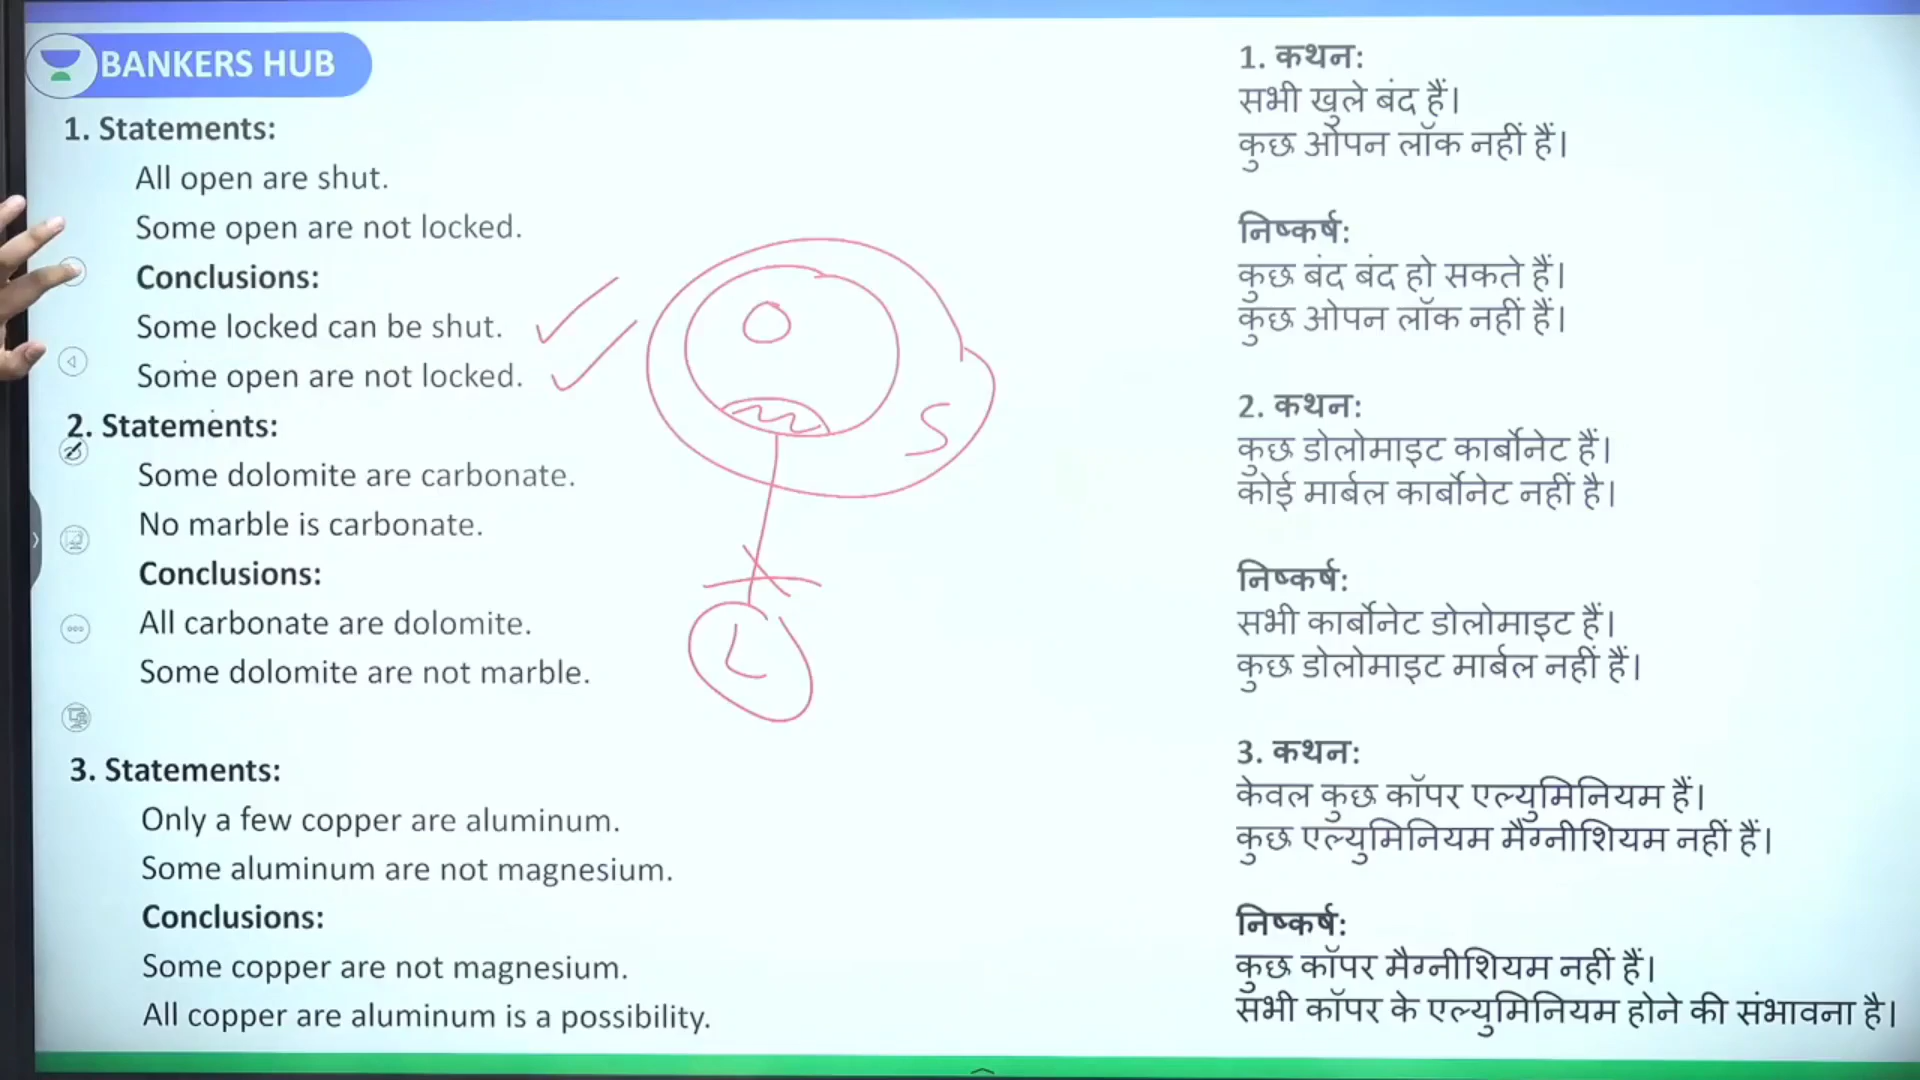 BANKERS HUB
1. Statements:
All open are shut.
Some open are not locked.
Conclusions:
Some locked can be shut.
Some open are not locked.
2. Statements:
Some dolomite are carbonate.
No marble is carbonate.
Conclusions:
All carbonate are dolomite.
Some dolomite are not marble.
3. Statements:
Only a few copper are aluminum.
Some aluminum are not magnesium.
Conclusions:
Some copper are not magnesium.
All copper are aluminum is a possibility.
O
S
L
1. कथन:
सभी खुले बंद हैं।
कुछ ओपन लॉक नहीं हैं।
निष्कर्ष:
कुछ बंद बंद हो सकते हैं।
कुछ ओपन लॉक नहीं हैं।
2. कथन:
कुछ डोलोमाइट कार्बोनेट हैं।
कोई मार्बल कार्बोनेट नहीं है।
निष्कर्ष:
सभी कार्बोनेट डोलोमाइट हैं।
कुछ डोलोमाइट मार्बल नहीं हैं।
3. कथन:
केवल कुछ कॉपर एल्युमिनियम हैं।
कुछ एल्युमिनियम मैग्नीशियम नहीं हैं।
निष्कर्ष:
कुछ कॉपर मैग्नीशियम नहीं हैं।
सभी कॉपर के एल्युमिनियम होने की संभावना है।